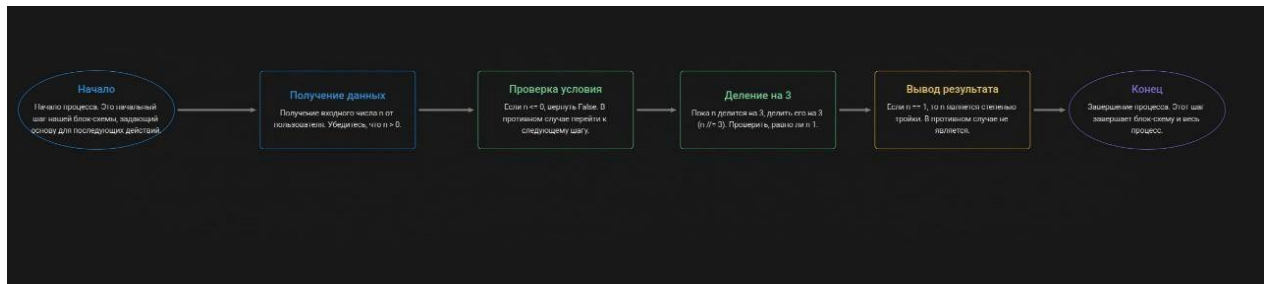 Начало
Начало процесса. Это начальный
шаг нашей блок-схемы, задающий
основу для последующих действий.
Получение данных
Получение входного числа n от
пользователя. Убедитесь, что n > 0.
Проверка условия
Если n <= 0, вернуть False. В
противном случае перейти к
следующему шагу.
Деление на 3
Пока n делится на 3, делить его на 3
(n //= 3). Проверить, равно ли n 1.
Вывод результата
Если n == 1, то n является степенью
тройки. В противном случае не
является.
Конец
Завершение процесса. Этот шаг
завершает блок-схему и весь
процесс.